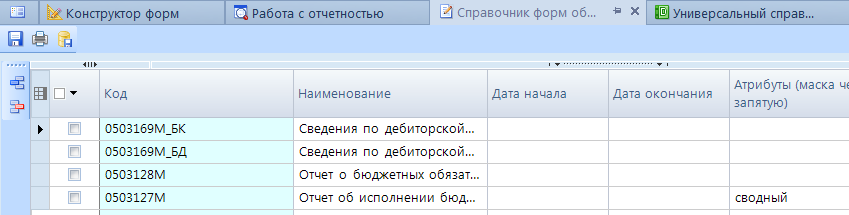 Конструктор форм Работа с отчетностью Справочник форм об... Универсальный справ...
Код Наименование Дата начала Дата окончания Атрибуты (маска че
запятую)
0503169М_БК Сведения по дебиторской...
0503169М_БД Сведения по дебиторской...
0503128М Отчет о бюджетных обязат...
0503127М Отчет об исполнении бюд... сводный